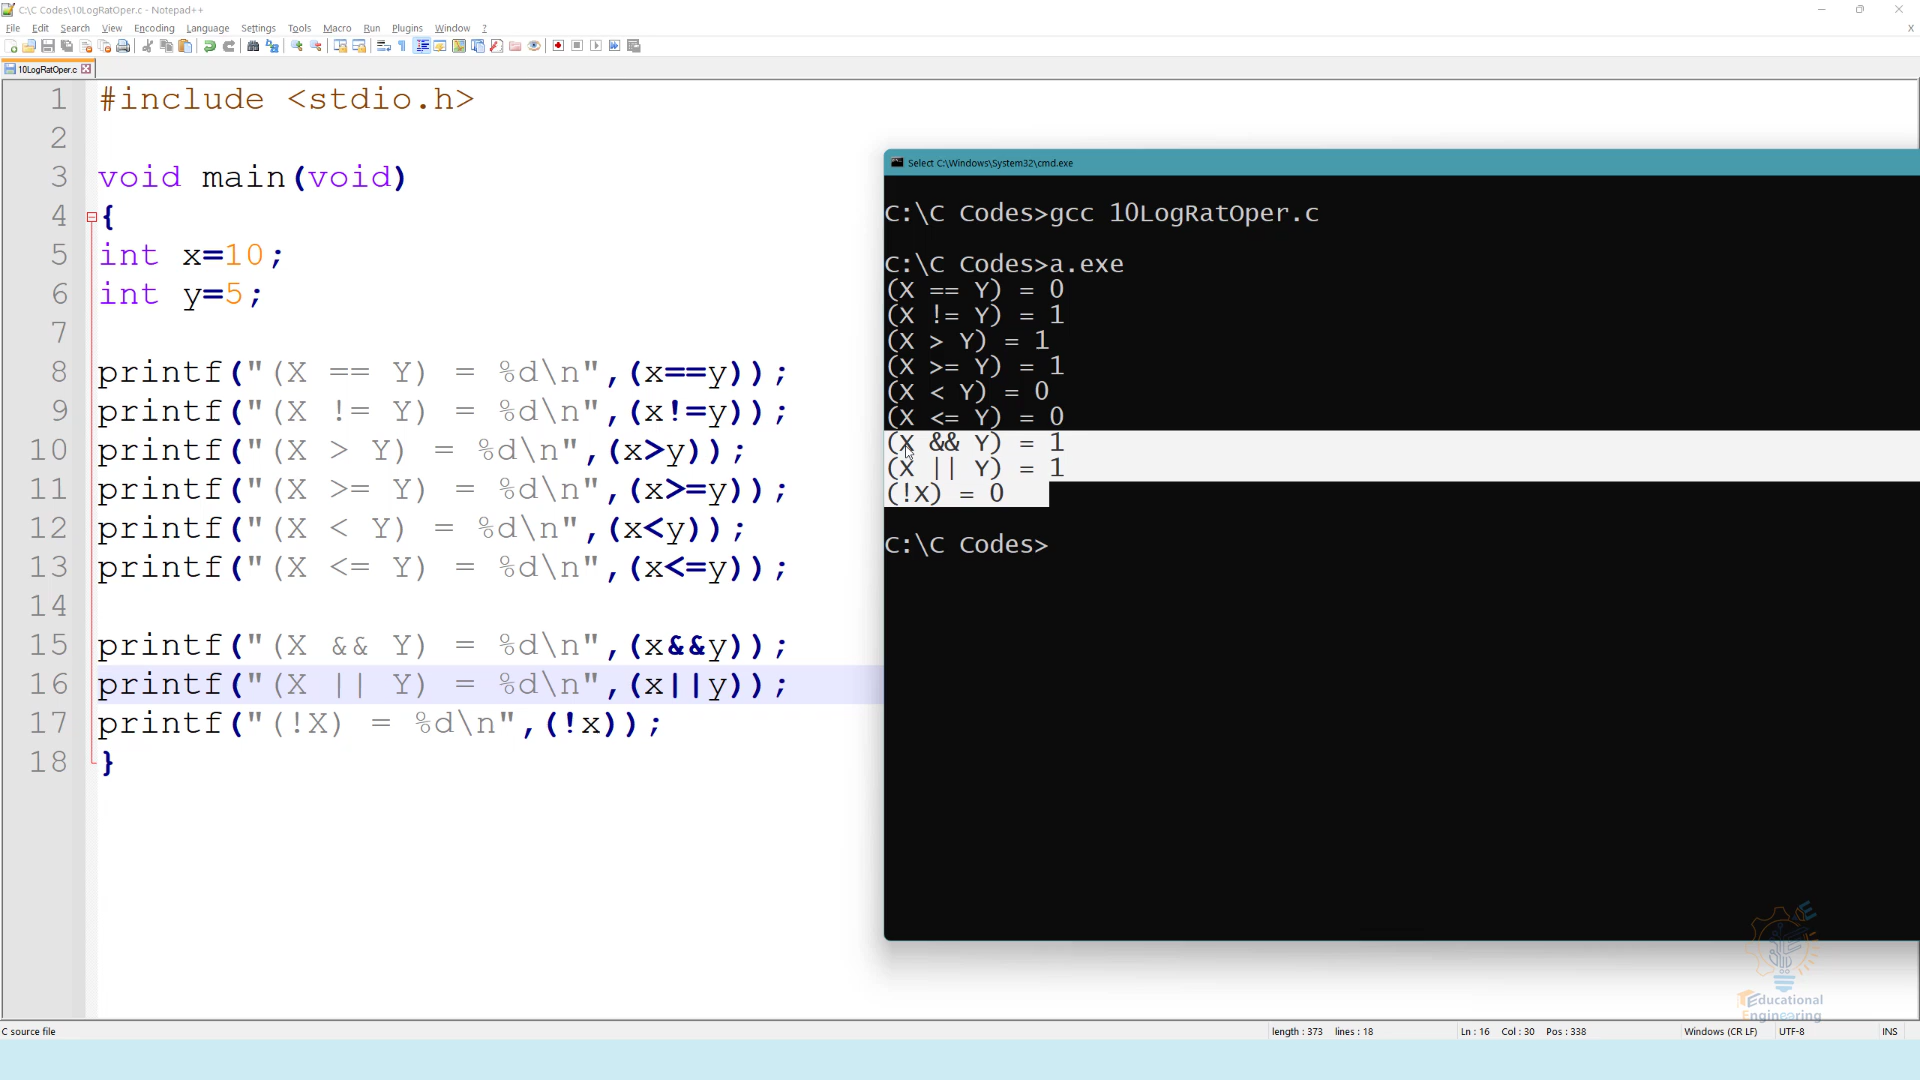 C:\C Codes\10LogRatOper.c - Notepad++
File Edit Search View Encoding Language Settings Tools Macro Run Plugins Window ?
X
10LogRatOper.c
1 #include <stdio.h>
2
3 void main(void)
4 {
5 int x=10;
6 int y=5;
7
8 printf("(X == Y) = %d\n",(x==y));
9 printf("(X != Y) = %d\n",(x!=y));
10 printf("(X > Y) = %d\n",(x>y));
11 printf("(X >= Y) = %d\n",(x>=y));
12 printf("(X < Y) = %d\n",(x<y));
13 printf("(X <= Y) = %d\n",(x<=y));
14
15 printf("(X && Y) = %d\n",(x&&y));
16 printf("(X || Y) = %d\n",(x||y));
17 printf("(!X) = %d\n",(!x));
18 }
Select C:\Windows\System32\cmd.exe
C:\C Codes>gcc 10LogRatOper.c
C:\C Codes>a.exe
(X == Y) = 0
(X != Y) = 1
(X > Y) = 1
(X >= Y) = 1
(X < Y) = 0
(X <= Y) = 0
(X && Y) = 1
(X || Y) = 1
(!X) = 0
C:\C Codes>
Educational
Engineering
C source file length : 373 lines : 18 Ln : 16 Col : 30 Pos : 338 Windows (CR LF) UTF-8 INS